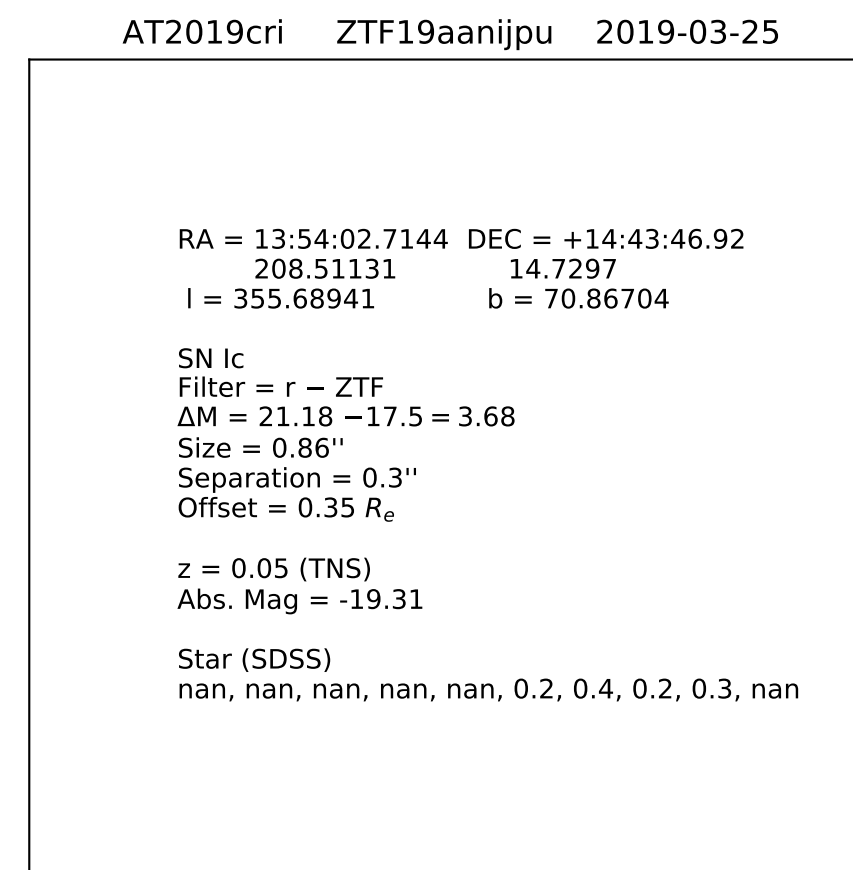 AT2019cri ZTF19aanijpu 2019-03-25
RA = 13:54:02.7144 DEC = +14:43:46.92
208.51131 14.7297
l = 355.68941 b = 70.86704
SN Ic
Filter = r − ZTF
ΔM = 21.18 −17.5 = 3.68
Size = 0.86''
Separation = 0.3''
Offset = 0.35 Rₑ
z = 0.05 (TNS)
Abs. Mag = -19.31
Star (SDSS)
nan, nan, nan, nan, nan, 0.2, 0.4, 0.2, 0.3, nan